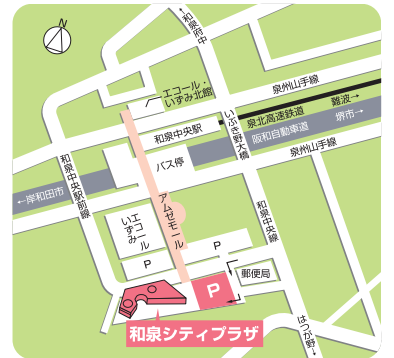 N
↖和泉府中
エコール・
いずみ北館
泉州山手線
難波→
泉北高速鉄道
和泉中央駅
いぶき野大橋
堺市→
阪和自動車道
泉州山手線
バス停
和泉中央駅前線
←岸和田市
アムゼモール
エコール
いずみ
和泉中央線
P
P
郵便局
P
和泉シティプラザ
はつが野↓